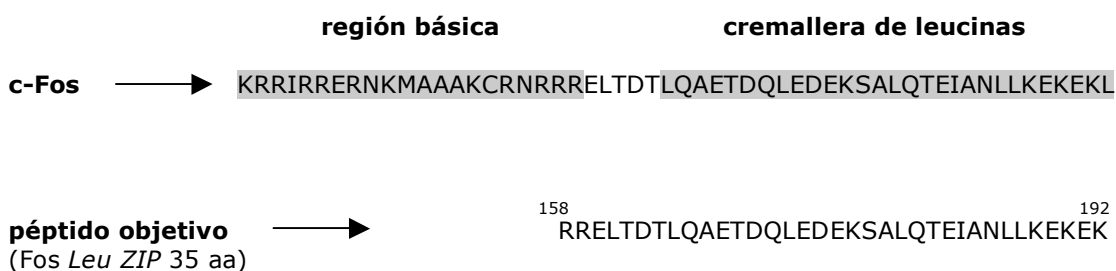 región básica cremallera de leucinas
c-Fos KRRIRRERNKMAAAKCRNRRRELTDTLQAETDQLEDEKSALQTEIANLLKEKEKL
158 192
péptido objetivo RRELTDTLQAETDQLEDEKSALQTEIANLLKEKEK
(Fos Leu ZIP 35 aa)